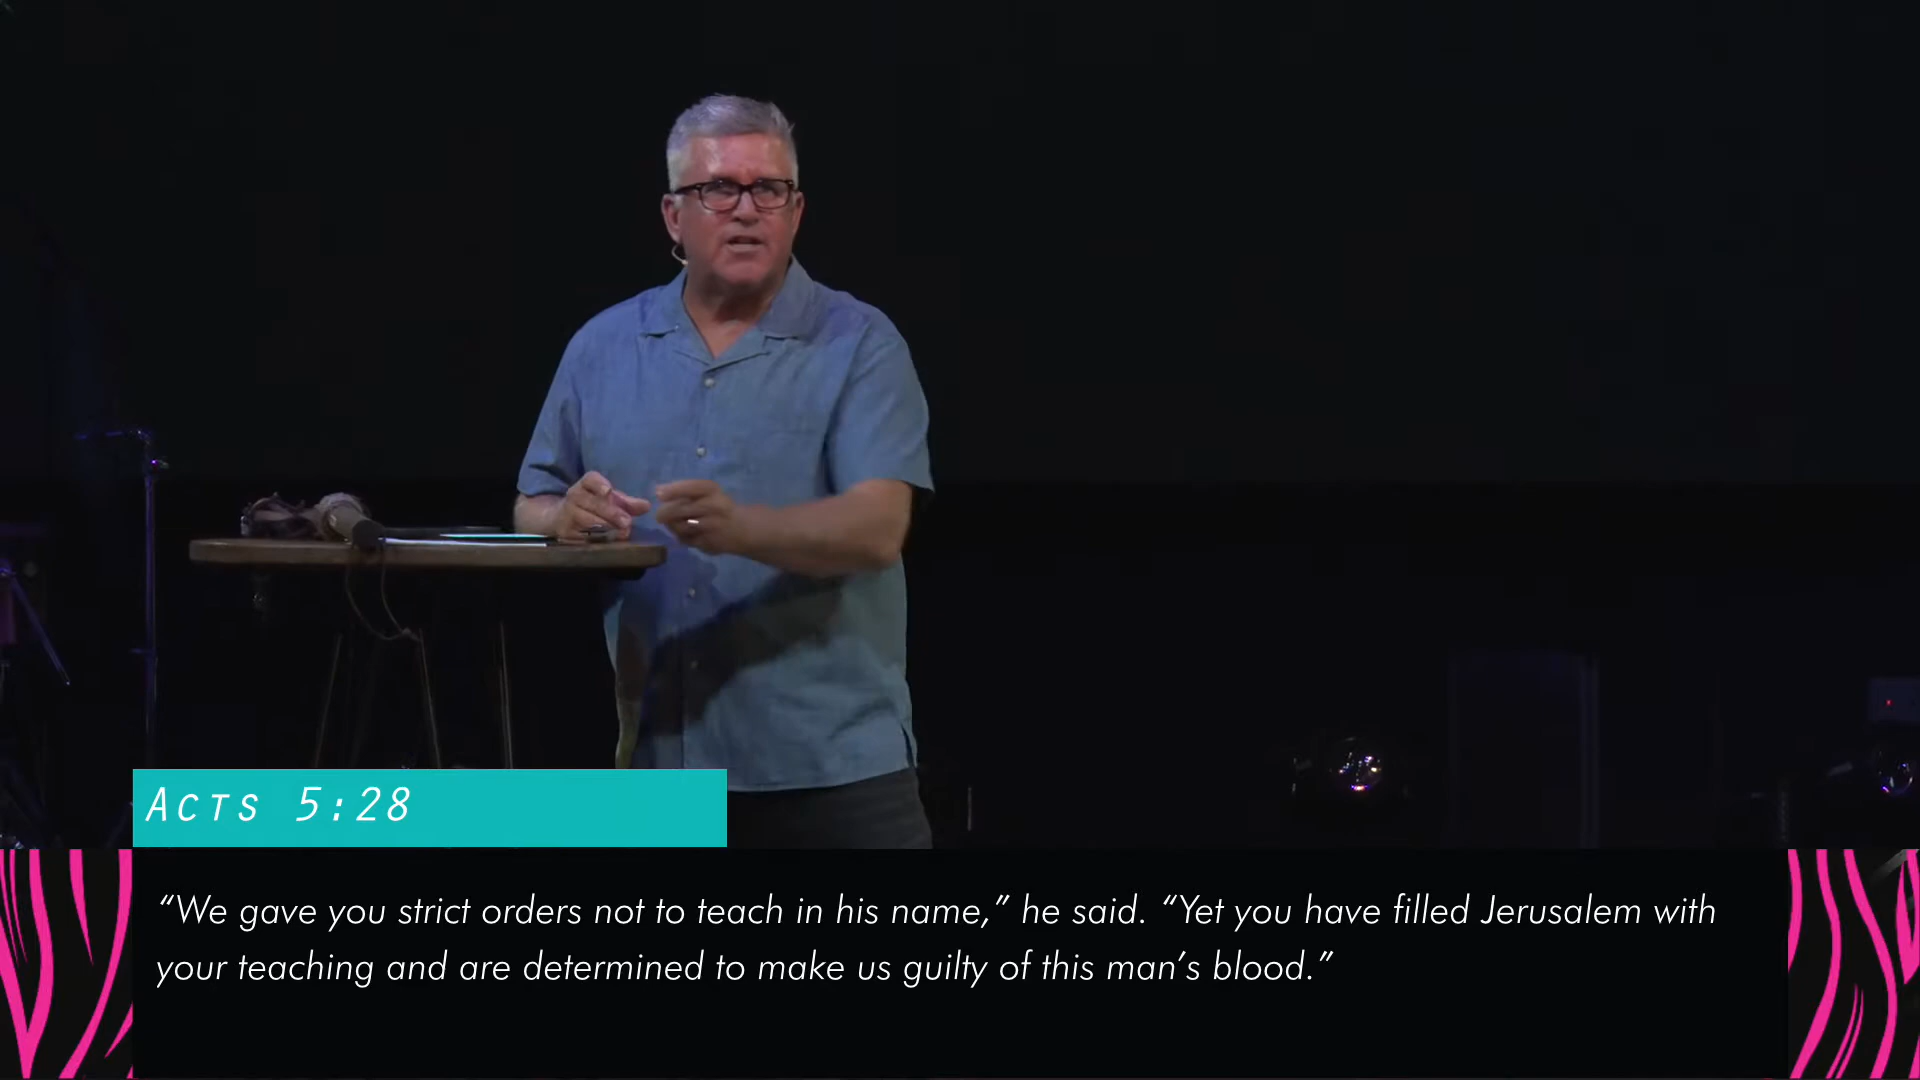 Acts 5:28
“We gave you strict orders not to teach in his name,” he said. “Yet you have filled Jerusalem with
your teaching and are determined to make us guilty of this man’s blood.”